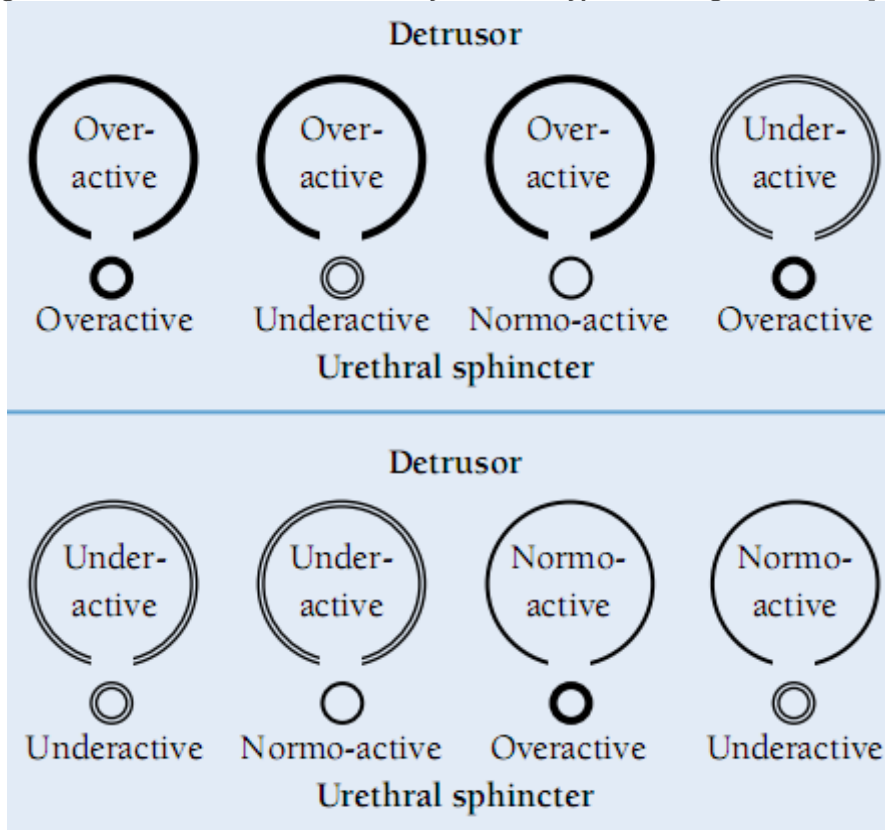 Detrusor
Over- Over- Over- Under-
active active active active
Overactive Underactive Normo-active Overactive
Urethral sphincter
Detrusor
Under- Under- Normo- Normo-
active active active active
Underactive Normo-active Overactive Underactive
Urethral sphincter